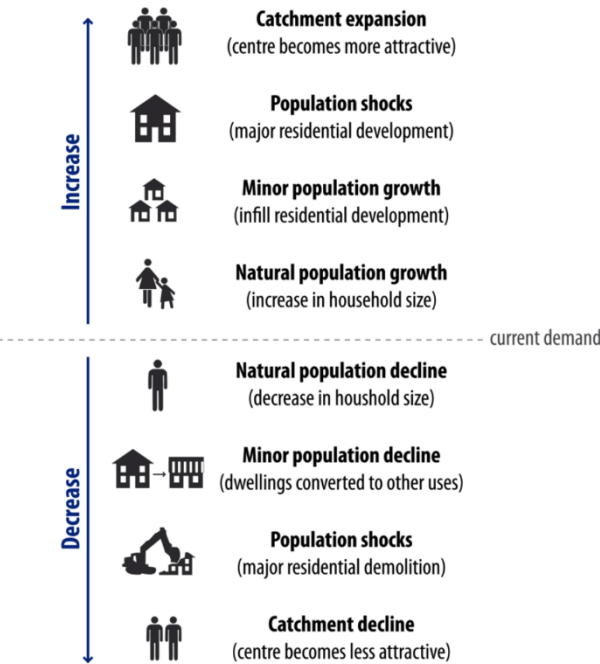 Catchment expansion
(centre becomes more attractive)
Population shocks
(major residential development)
Increase
Minor population growth
(infill residential development)
Natural population growth
(increase in household size)
current demand
Natural population decline
(decrease in houshold size)
Minor population decline
(dwellings converted to other uses)
Decrease
Population shocks
(major residential demolition)
Catchment decline
(centre becomes less attractive)